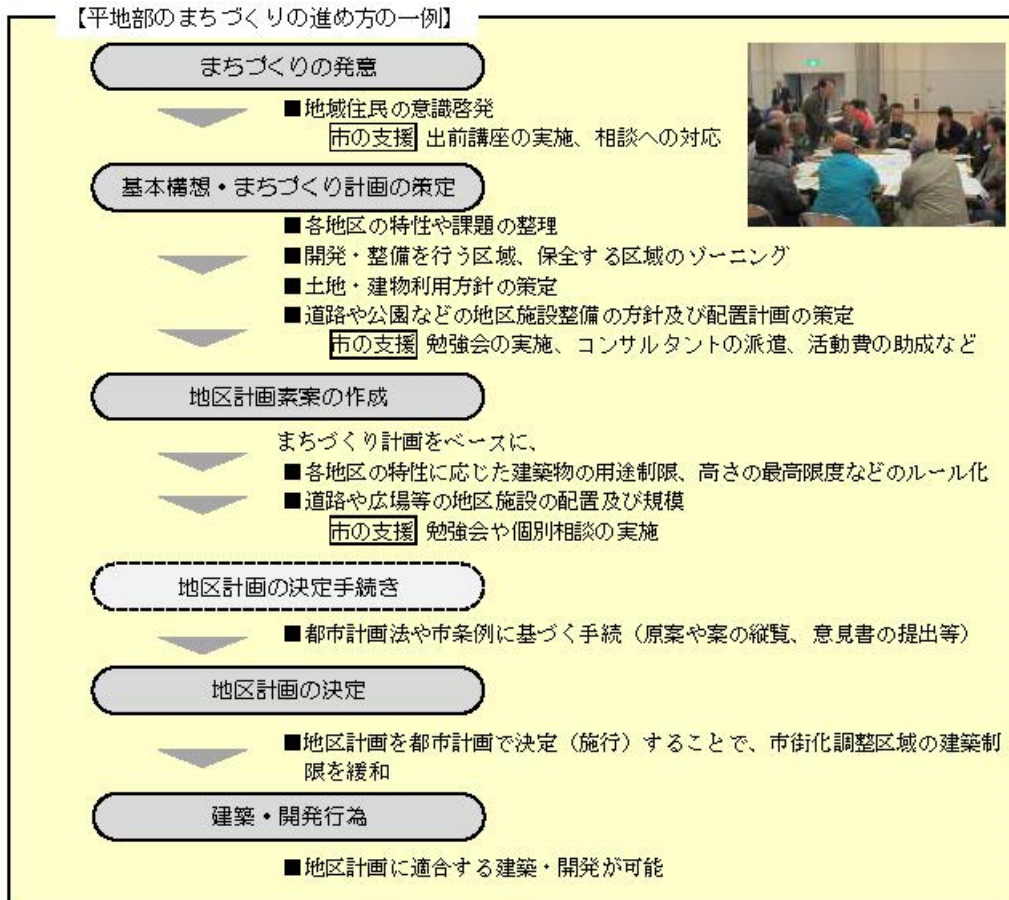 【平地部のまちづくりの進め方の一例】
まちづくりの発意
■地域住民の意識啓発
市の支援 出前講座の実施、相談への対応
基本構想・まちづくり計画の策定
■各地区の特性や課題の整理
■開発・整備を行う区域、保全する区域のゾーニング
■土地・建物利用方針の策定
■道路や公園などの地区施設整備の方針及び配置計画の策定
市の支援 勉強会の実施、コンサルタントの派遣、活動費の助成など
地区計画素案の作成
まちづくり計画をベースに、
■各地区の特性に応じた建築物の用途制限、高さの最高限度などのルール化
■道路や広場等の地区施設の配置及び規模
市の支援 勉強会や個別相談の実施
地区計画の決定手続き
■都市計画法や市条例に基づく手続（原案や案の縦覧、意見書の提出等）
地区計画の決定
■地区計画を都市計画で決定（施行）することで、市街化調整区域の建築制
限を緩和
建築・開発行為
■地区計画に適合する建築・開発が可能